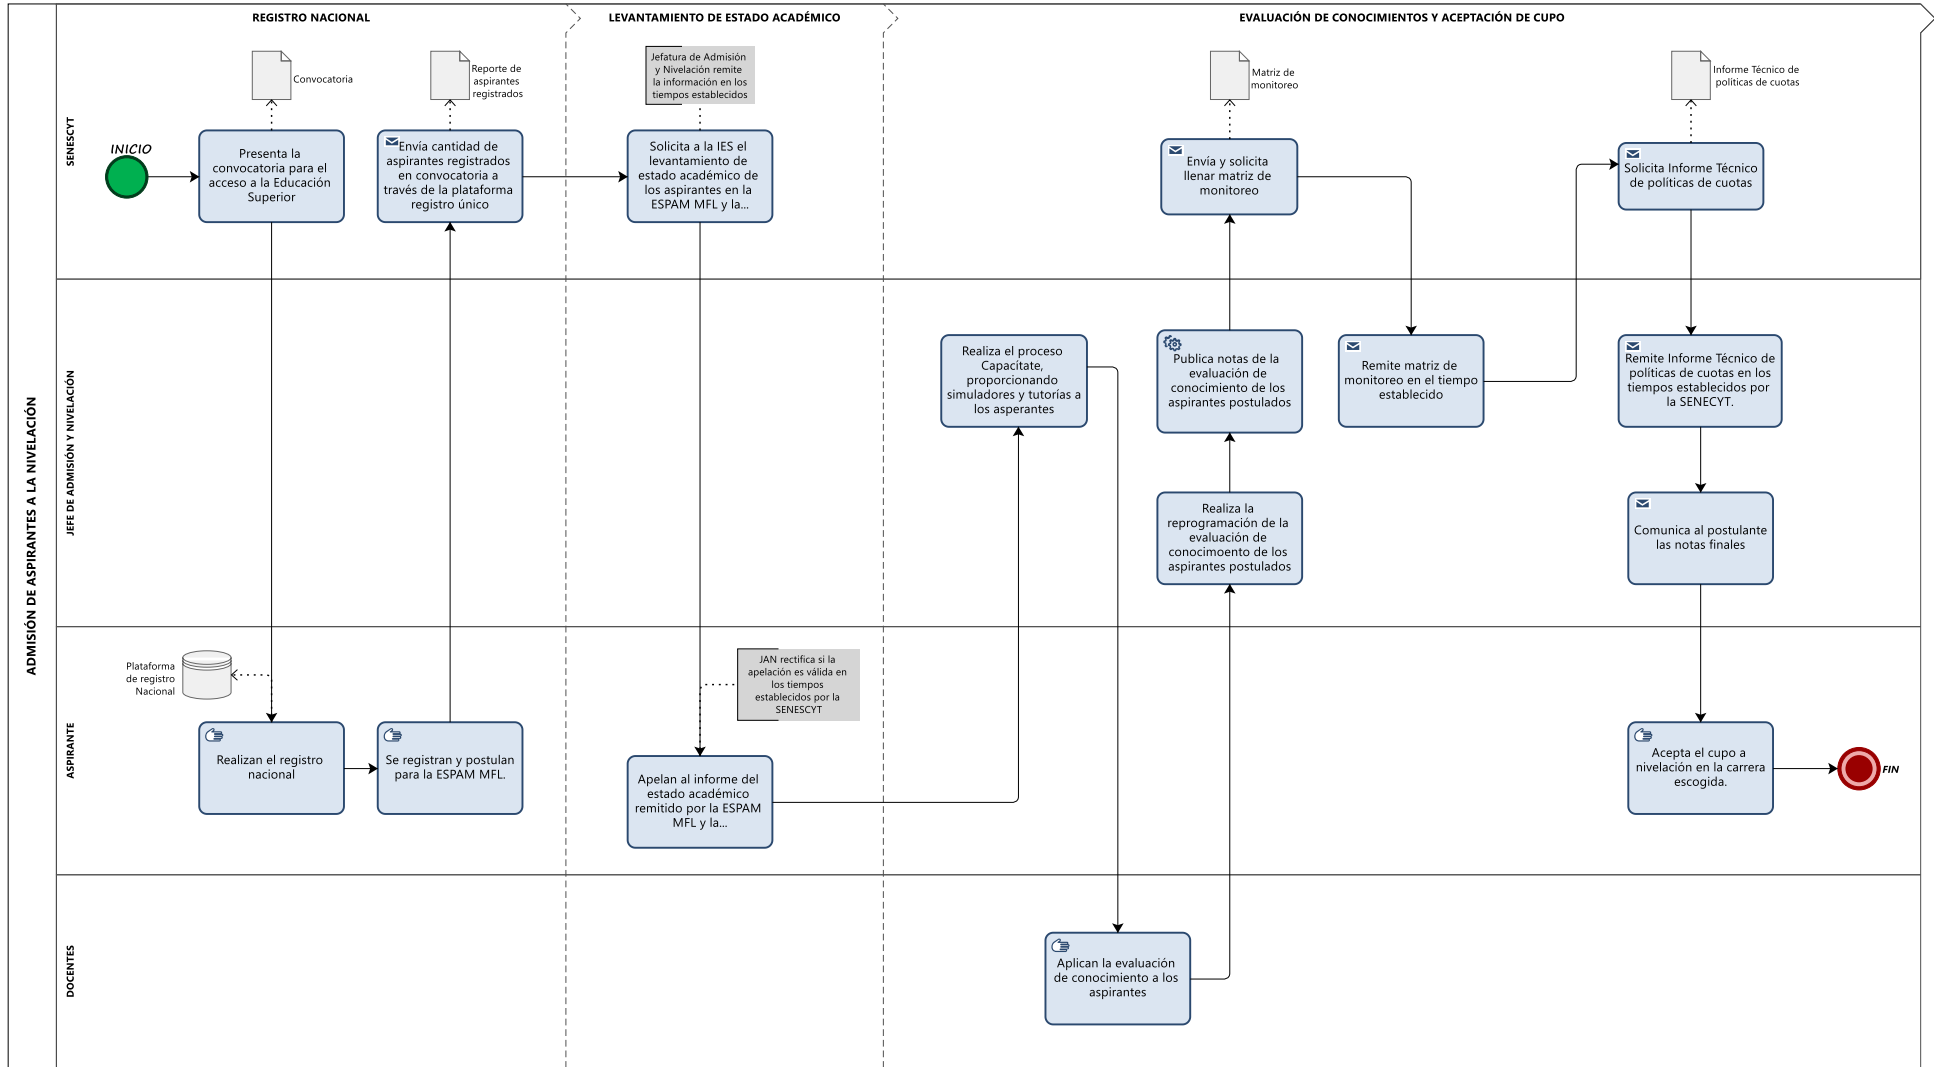 REGISTRO NACIONAL
LEVANTAMIENTO DE ESTADO ACADÉMICO
EVALUACIÓN DE CONOCIMIENTOS Y ACEPTACIÓN DE CUPO
ADMISIÓN DE ASPIRANTES A LA NIVELACIÓN
SENESCYT
Convocatoria
Reporte de
aspirantes
registrados
Jefatura de Admisión
y Nivelación remite
la información en los
tiempos establecidos
Matriz de
monitoreo
Informe Técnico de
políticas de cuotas
INICIO
Presenta la
convocatoria para el
acceso a la Educación
Superior
Envía cantidad de
aspirantes registrados
en convocatoria a
través de la plataforma
registro único
Solicita a la IES el
levantamiento de
estado académico de
los aspirantes en la
ESPAM MFL y la...
Envía y solicita
llenar matriz de
monitoreo
Solicita Informe Técnico
de políticas de cuotas
JEFE DE ADMISIÓN Y NIVELACIÓN
Realiza el proceso
Capacítate,
proporcionando
simuladores y tutorías a
los asperantes
Publica notas de la
evaluación de
conocimiento de los
aspirantes postulados
Remite matriz de
monitoreo en el tiempo
establecido
Remite Informe Técnico de
políticas de cuotas en los
tiempos establecidos por
la SENECYT.
Realiza la
reprogramación de la
evaluación de
conocimoento de los
aspirantes postulados
Comunica al postulante
las notas finales
ASPIRANTE
Plataforma
de registro
Nacional
JAN rectifica si la
apelación es válida en
los tiempos
establecidos por la
SENESCYT
Realizan el registro
nacional
Se registran y postulan
para la ESPAM MFL.
Apelan al informe del
estado académico
remitido por la ESPAM
MFL y la...
Acepta el cupo a
nivelación en la carrera
escogida.
FIN
DOCENTES
Aplican la evaluación
de conocimiento a los
aspirantes